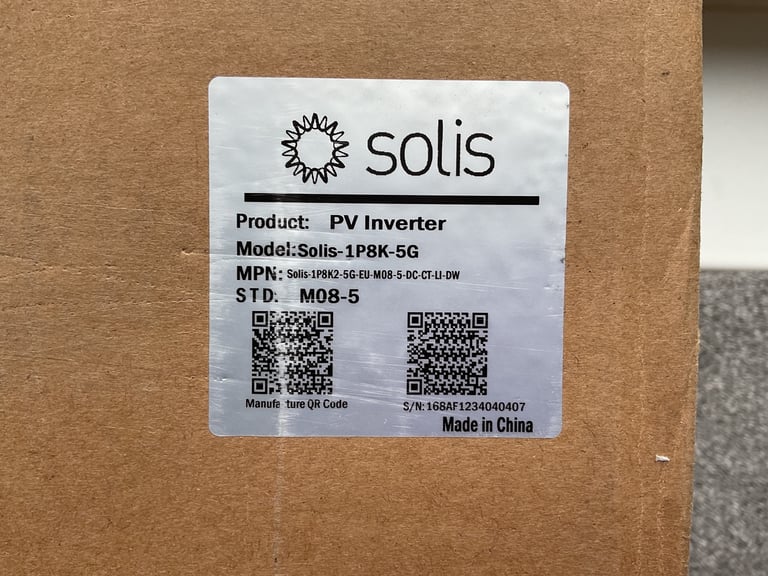 solis
Product: PV Inverter
Model:Solis-1P8K-5G
MPN: Solis-1P8K2-5G-EU-M08-5-DC-CT-LI-DW
STD: M08-5
Manufacture QR Code
S/N: 168AF1234040407
Made in China